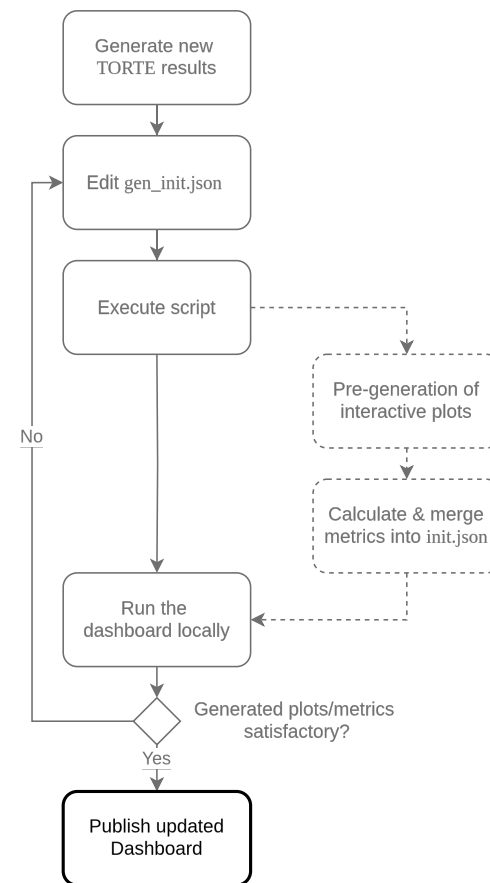 Generate new
TORTE results
Edit gen_init.json
Execute script
Pre-generation of
interactive plots
No
Calculate & merge
metrics into init.json
Run the
dashboard locally
Generated plots/metrics
satisfactory?
Yes
Publish updated
Dashboard